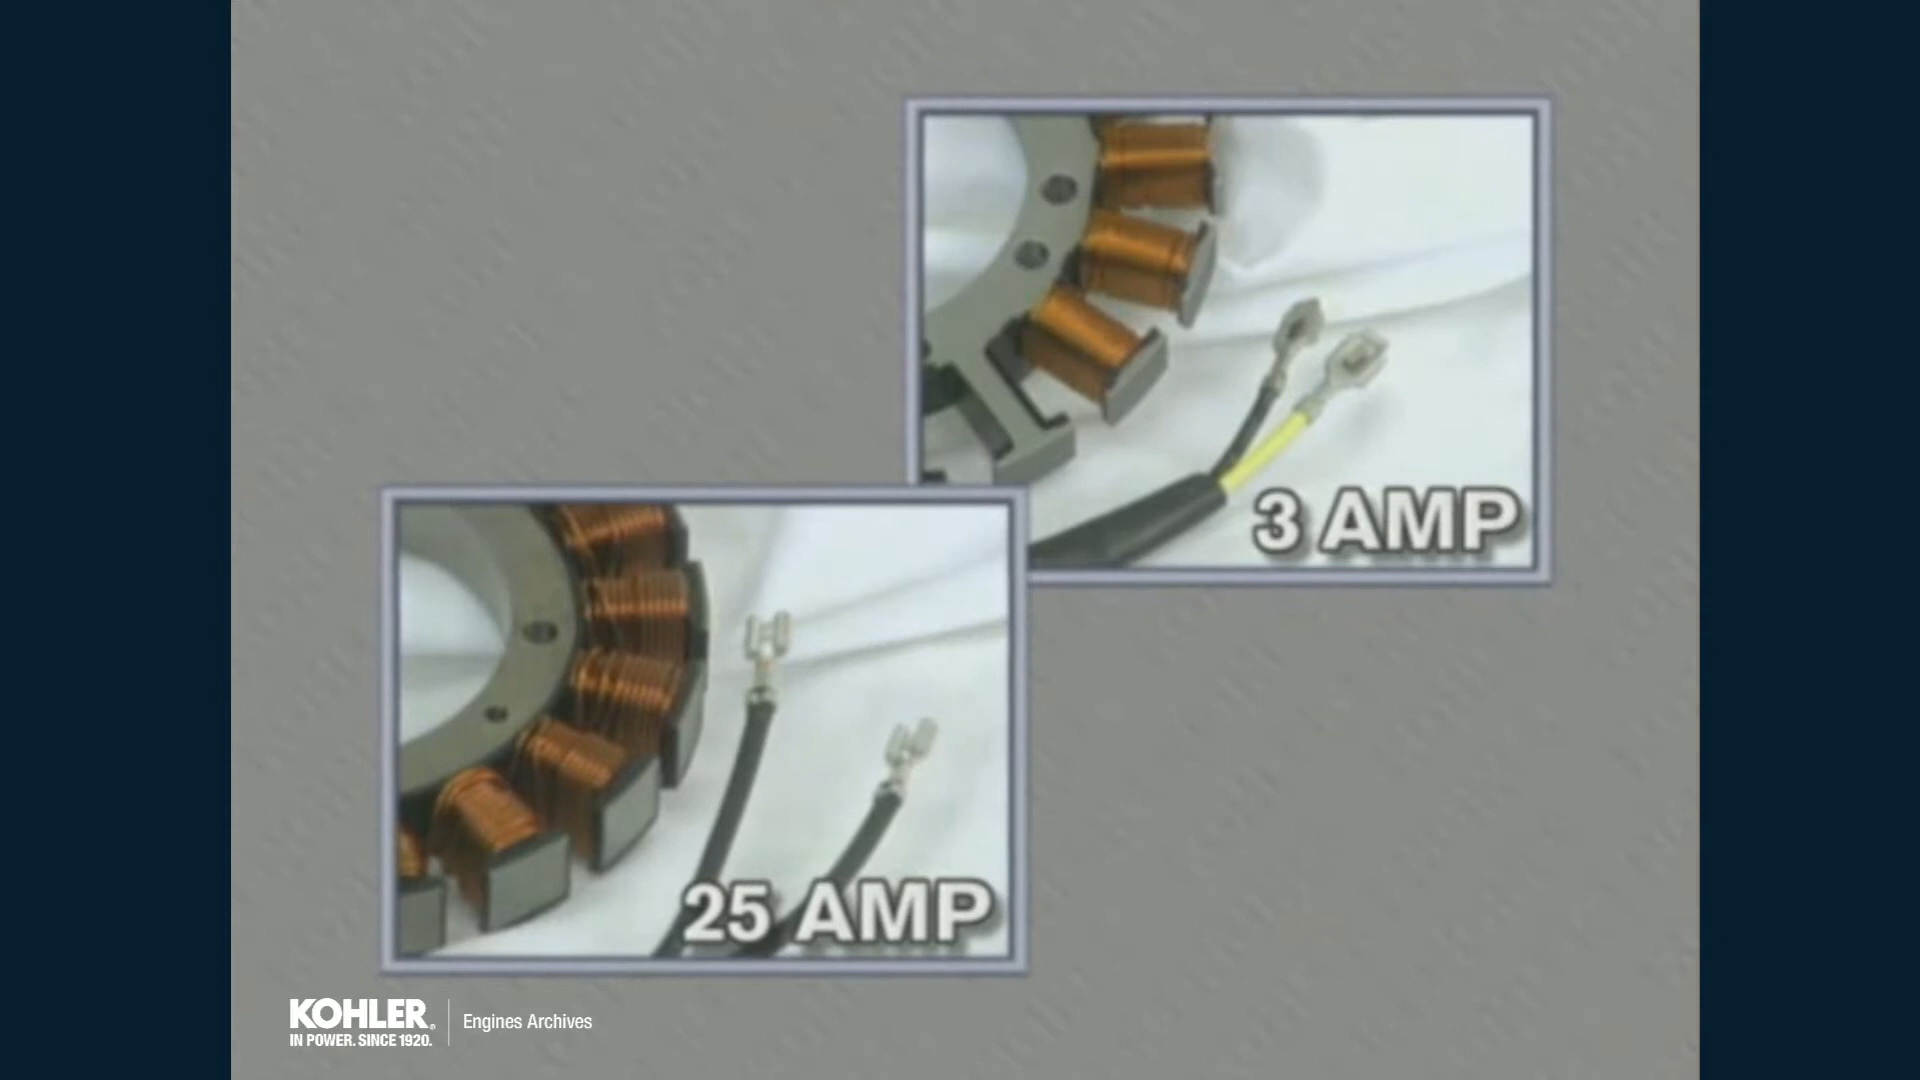 3 AMP
25 AMP
KOHLER®
IN POWER. SINCE 1920.
Engines Archives